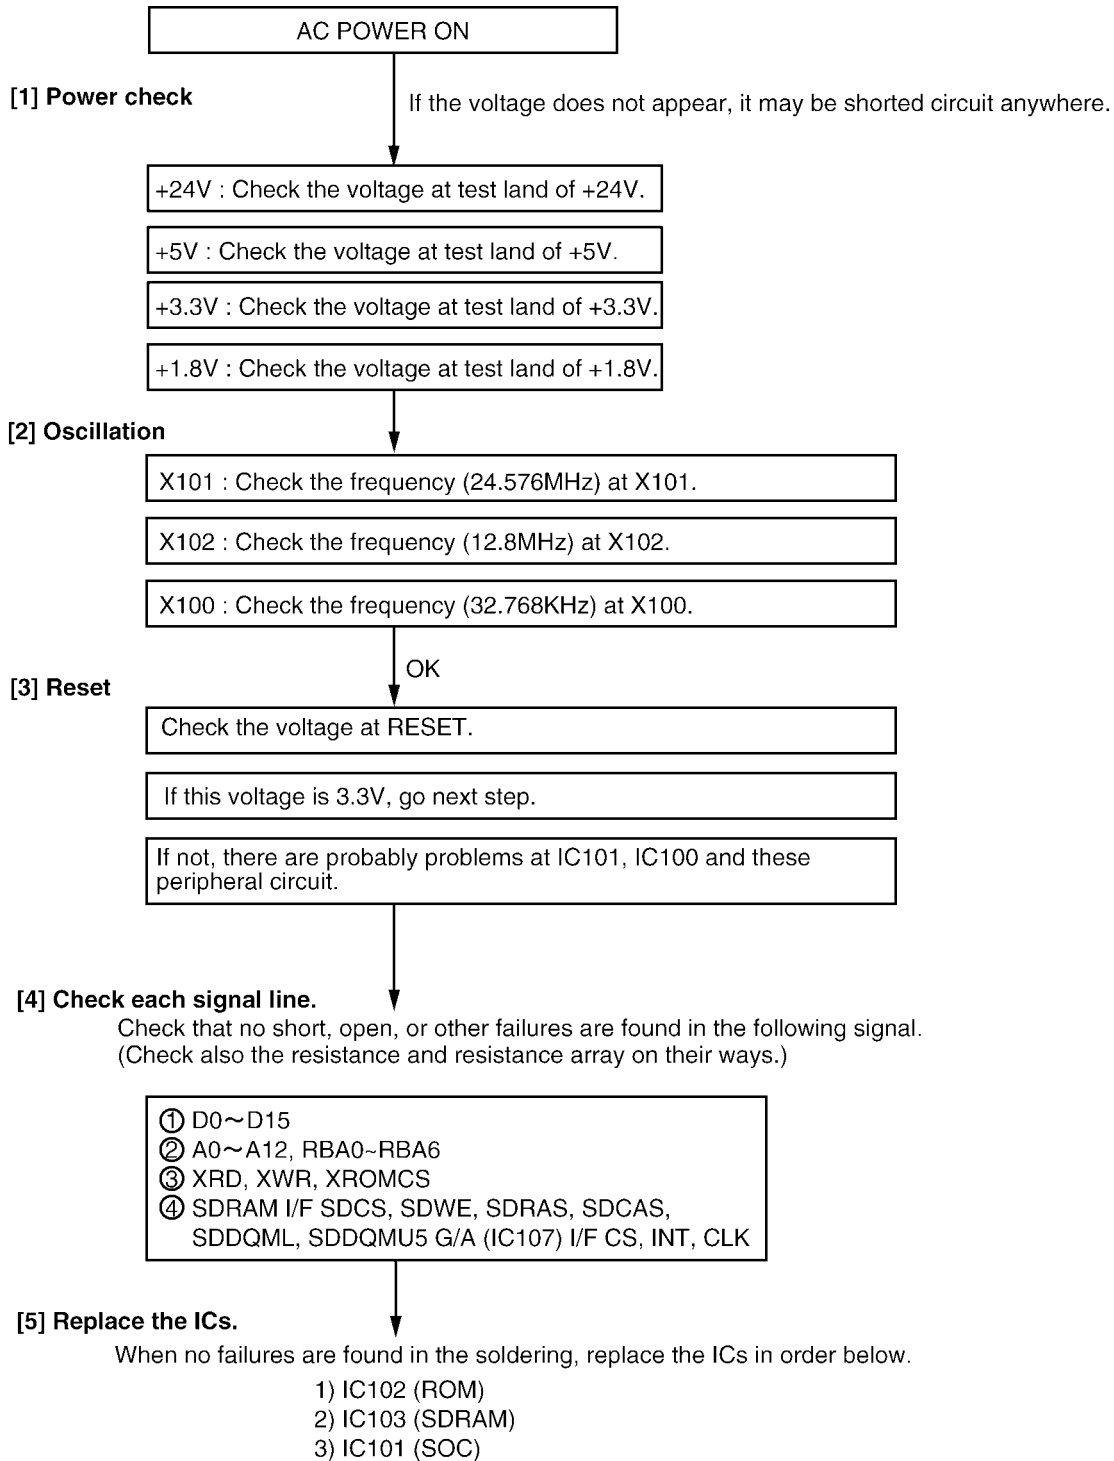 AC POWER ON
[1] Power check
If the voltage does not appear, it may be shorted circuit anywhere.
+24V : Check the voltage at test land of +24V.
+5V : Check the voltage at test land of +5V.
+3.3V : Check the voltage at test land of +3.3V.
+1.8V : Check the voltage at test land of +1.8V.
[2] Oscillation
X101 : Check the frequency (24.576MHz) at X101.
X102 : Check the frequency (12.8MHz) at X102.
X100 : Check the frequency (32.768KHz) at X100.
OK
[3] Reset
Check the voltage at RESET.
If this voltage is 3.3V, go next step.
If not, there are probably problems at IC101, IC100 and these
peripheral circuit.
[4] Check each signal line.
Check that no short, open, or other failures are found in the following signal.
(Check also the resistance and resistance array on their ways.)
① D0～D15
② A0～A12, RBA0~RBA6
③ XRD, XWR, XROMCS
④ SDRAM I/F SDCS, SDWE, SDRAS, SDCAS,
SDDQML, SDDQMU5 G/A (IC107) I/F CS, INT, CLK
[5] Replace the ICs.
When no failures are found in the soldering, replace the ICs in order below.
1) IC102 (ROM)
2) IC103 (SDRAM)
3) IC101 (SOC)